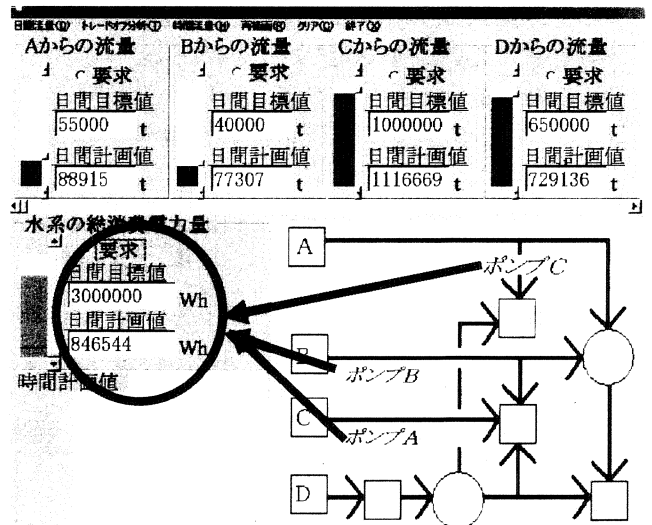 日間流量(D) トレードオフ分析(T) 時間流量(H) 再描画(R) クリア(C) 終了(X)
Aからの流量 Bからの流量 Cからの流量 Dからの流量
要求 要求 要求 要求
日間目標値 日間目標値 日間目標値 日間目標値
55000 t 40000 t 1000000 t 650000 t
日間計画値 日間計画値 日間計画値 日間計画値
88915 t 77307 t 1116669 t 729136 t
水系の総消費電力量
要求
日間目標値
3000000 Wh
日間計画値
846544 Wh
時間計画値
A
ポンプC
B
ポンプB
C
ポンプA
D